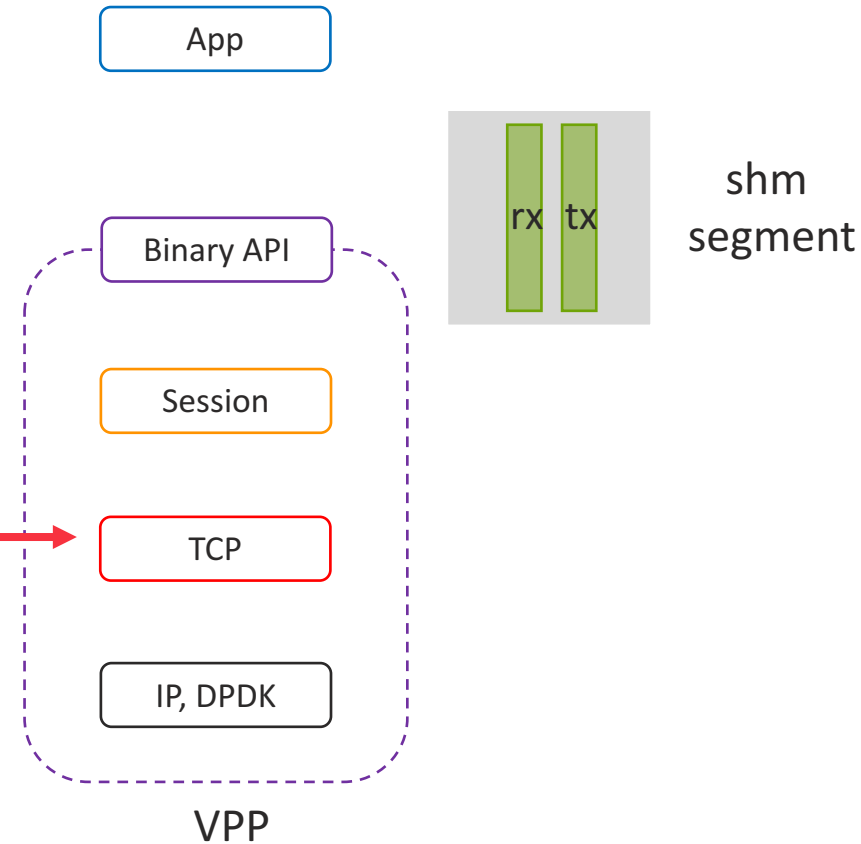 App
rx tx
shm
segment
Binary API
Session
TCP
IP, DPDK
VPP